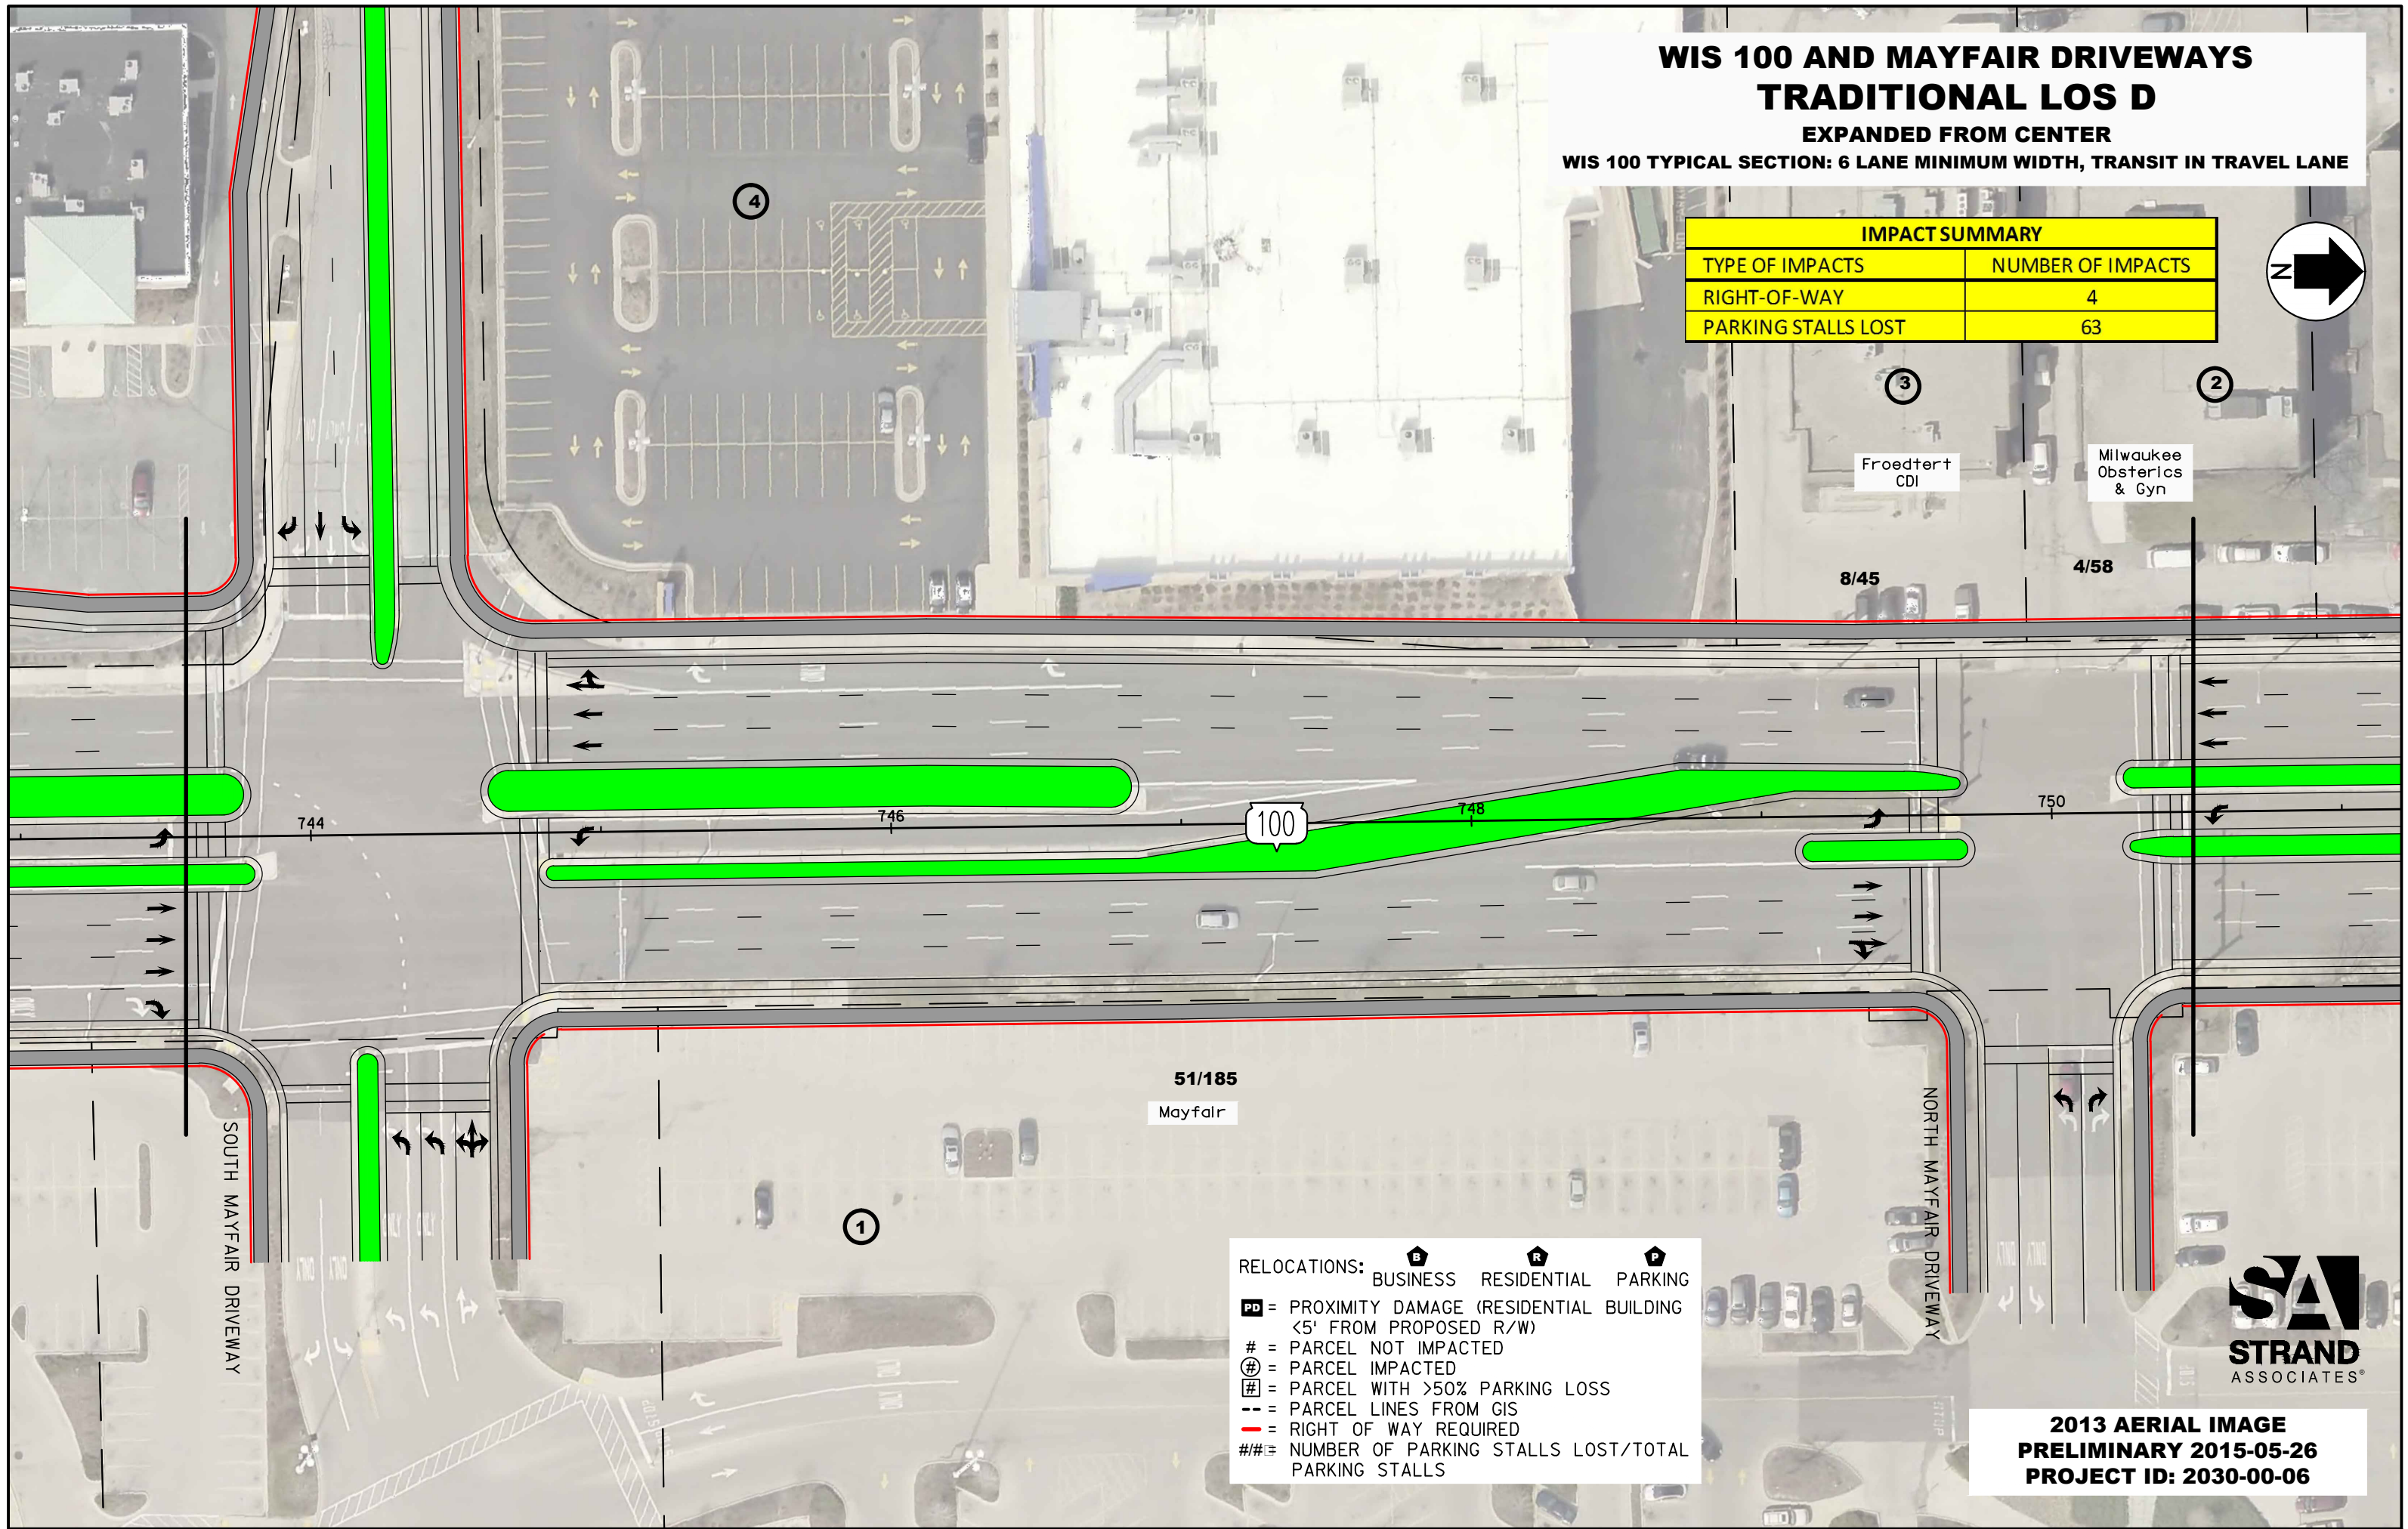 WIS 100 AND MAYFAIR DRIVEWAYS
TRADITIONAL LOS D
EXPANDED FROM CENTER
WIS 100 TYPICAL SECTION: 6 LANE MINIMUM WIDTH, TRANSIT IN TRAVEL LANE
IMPACT SUMMARY
TYPE OF IMPACTS NUMBER OF IMPACTS
RIGHT-OF-WAY 4
PARKING STALLS LOST 63
N
4
3
2
Froedtert
CDI
Milwaukee
Obsterics
& Gyn
8/45
4/58
744
746
100
748
750
51/185
Mayfair
1
SOUTH MAYFAIR DRIVEWAY
NORTH MAYFAIR DRIVEWAY
ONLY
ONLY
ONLY
ONLY
RELOCATIONS: B BUSINESS R RESIDENTIAL P PARKING
PD = PROXIMITY DAMAGE (RESIDENTIAL BUILDING
<5' FROM PROPOSED R/W)
# = PARCEL NOT IMPACTED
# = PARCEL IMPACTED
# = PARCEL WITH >50% PARKING LOSS
-- = PARCEL LINES FROM GIS
= RIGHT OF WAY REQUIRED
#/# = NUMBER OF PARKING STALLS LOST/TOTAL
PARKING STALLS
SA
STRAND
ASSOCIATES®
2013 AERIAL IMAGE
PRELIMINARY 2015-05-26
PROJECT ID: 2030-00-06